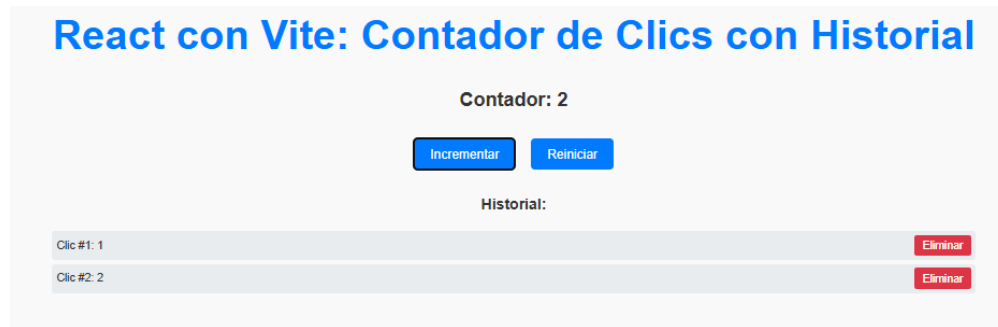 React con Vite: Contador de Clics con Historial
Contador: 2
Incrementar Reiniciar
Historial:
Clic #1: 1 Eliminar
Clic #2: 2 Eliminar